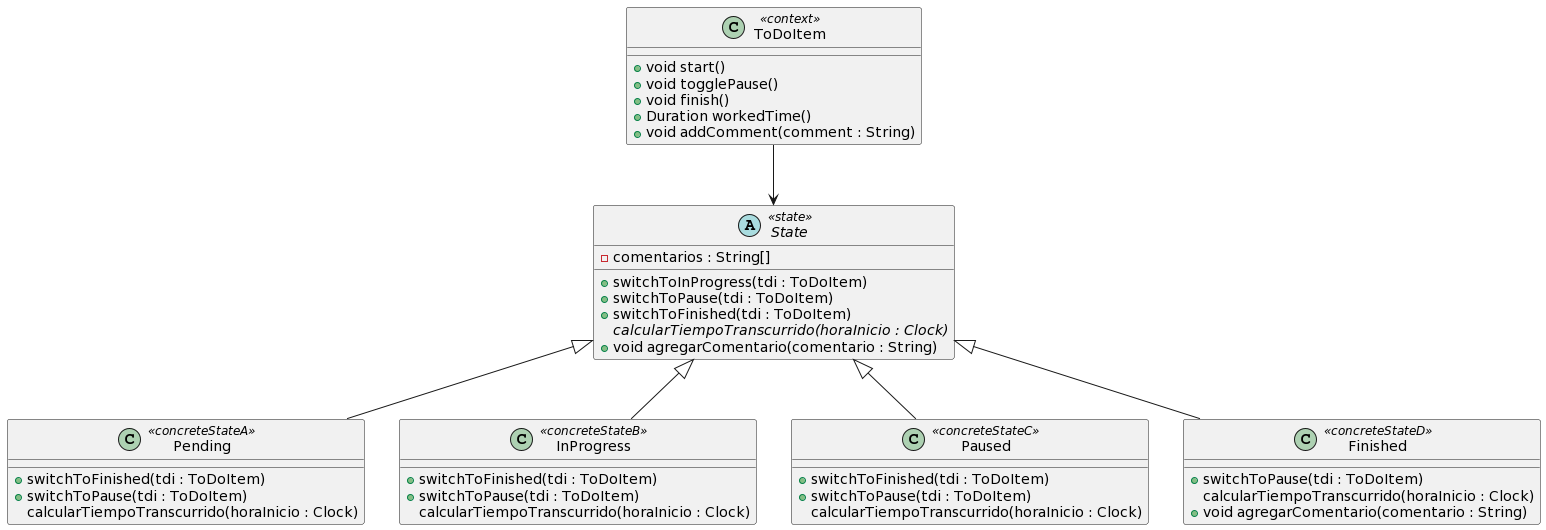 C «context»
ToDoItem
void start()
void togglePause()
void finish()
Duration workedTime()
void addComment(comment : String)
A «state»
State
comentarios : String[]
switchToInProgress(tdi : ToDoItem)
switchToPause(tdi : ToDoItem)
switchToFinished(tdi : ToDoItem)
calcularTiempoTranscurrido(horaInicio : Clock)
void agregarComentario(comentario : String)
C «concreteStateA»
Pending
switchToFinished(tdi : ToDoItem)
switchToPause(tdi : ToDoItem)
calcularTiempoTranscurrido(horaInicio : Clock)
C «concreteStateB»
InProgress
switchToFinished(tdi : ToDoItem)
switchToPause(tdi : ToDoItem)
calcularTiempoTranscurrido(horaInicio : Clock)
C «concreteStateC»
Paused
switchToFinished(tdi : ToDoItem)
switchToPause(tdi : ToDoItem)
calcularTiempoTranscurrido(horaInicio : Clock)
C «concreteStateD»
Finished
switchToPause(tdi : ToDoItem)
calcularTiempoTranscurrido(horaInicio : Clock)
void agregarComentario(comentario : String)